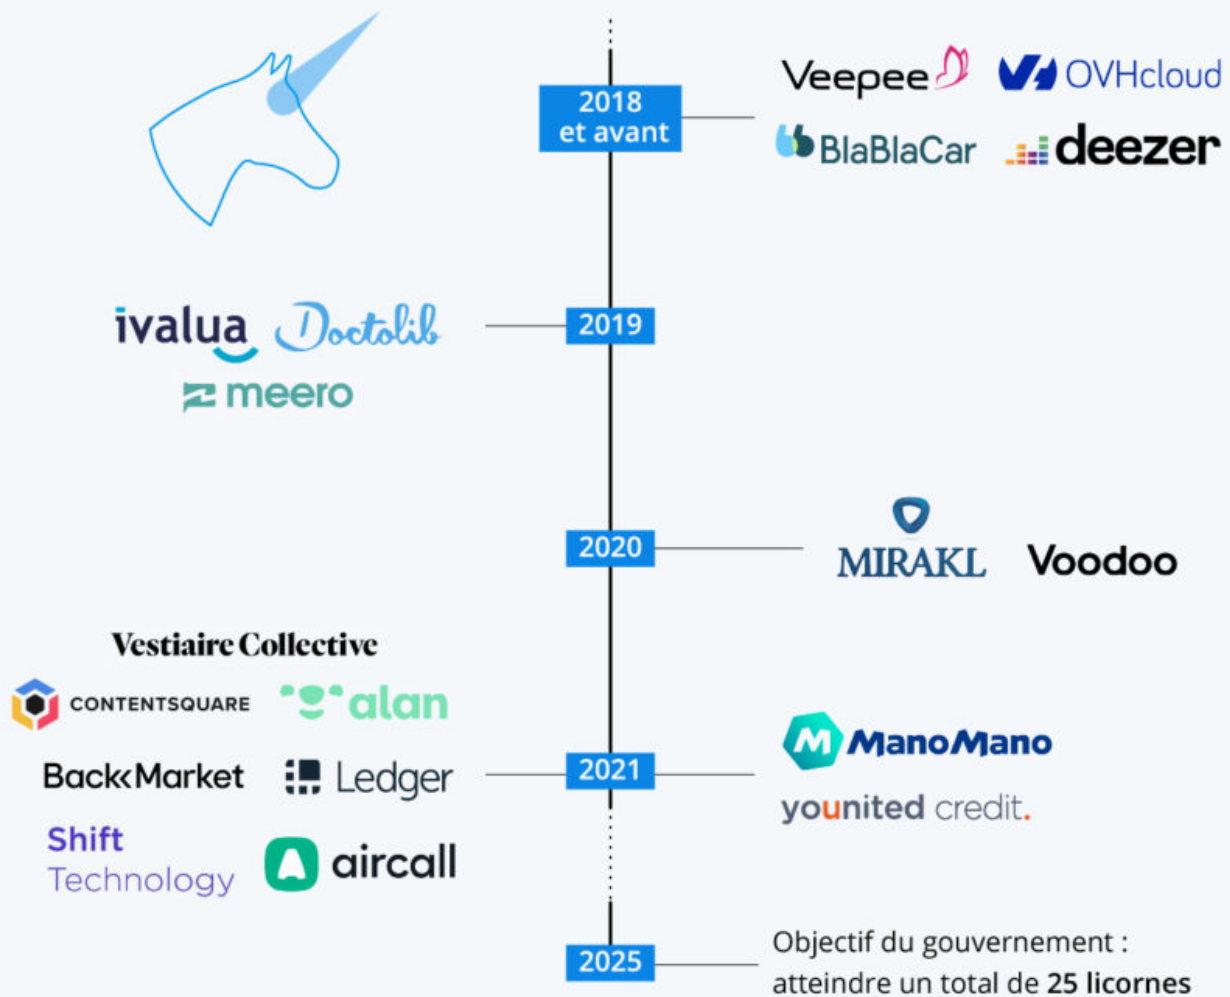 2018
et avant
Veepee
OVHcloud
BlaBlaCar
deezer
ivalua
Doctolib
meero
2019
2020
MIRAKL
Voodoo
Vestiaire Collective
CONTENTSQUARE
alan
Back Market
Ledger
Shift
Technology
aircall
2021
M ManoMano
younited credit.
2025
Objectif du gouvernement :
atteindre un total de 25 licornes